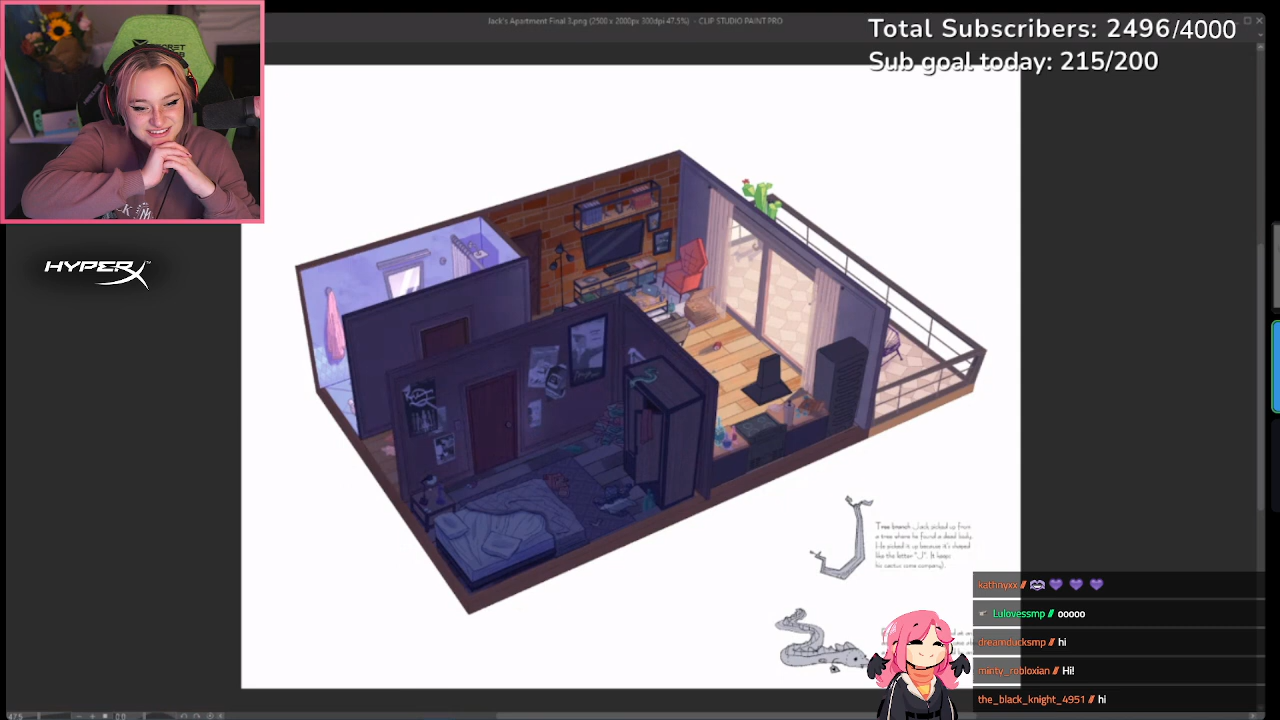 Jack's Apartment Final 3.png (2500 x 2000px 300dpi 47.5%) - CLIP STUDIO PAINT PRO
Total Subscribers: 2496/4000
Sub goal today: 215/200
HYPERX
Tree branch Jack picked up from
a tree where he found a dead body.
He picked it up because it's shaped
like the letter "J". It keeps
his cactus some company).
kathnyxx //
Lulovessmp // ooooo
dreamducksmp // hi
minty_robloxian // Hi!
the_black_knight_4951 // hi
47.5